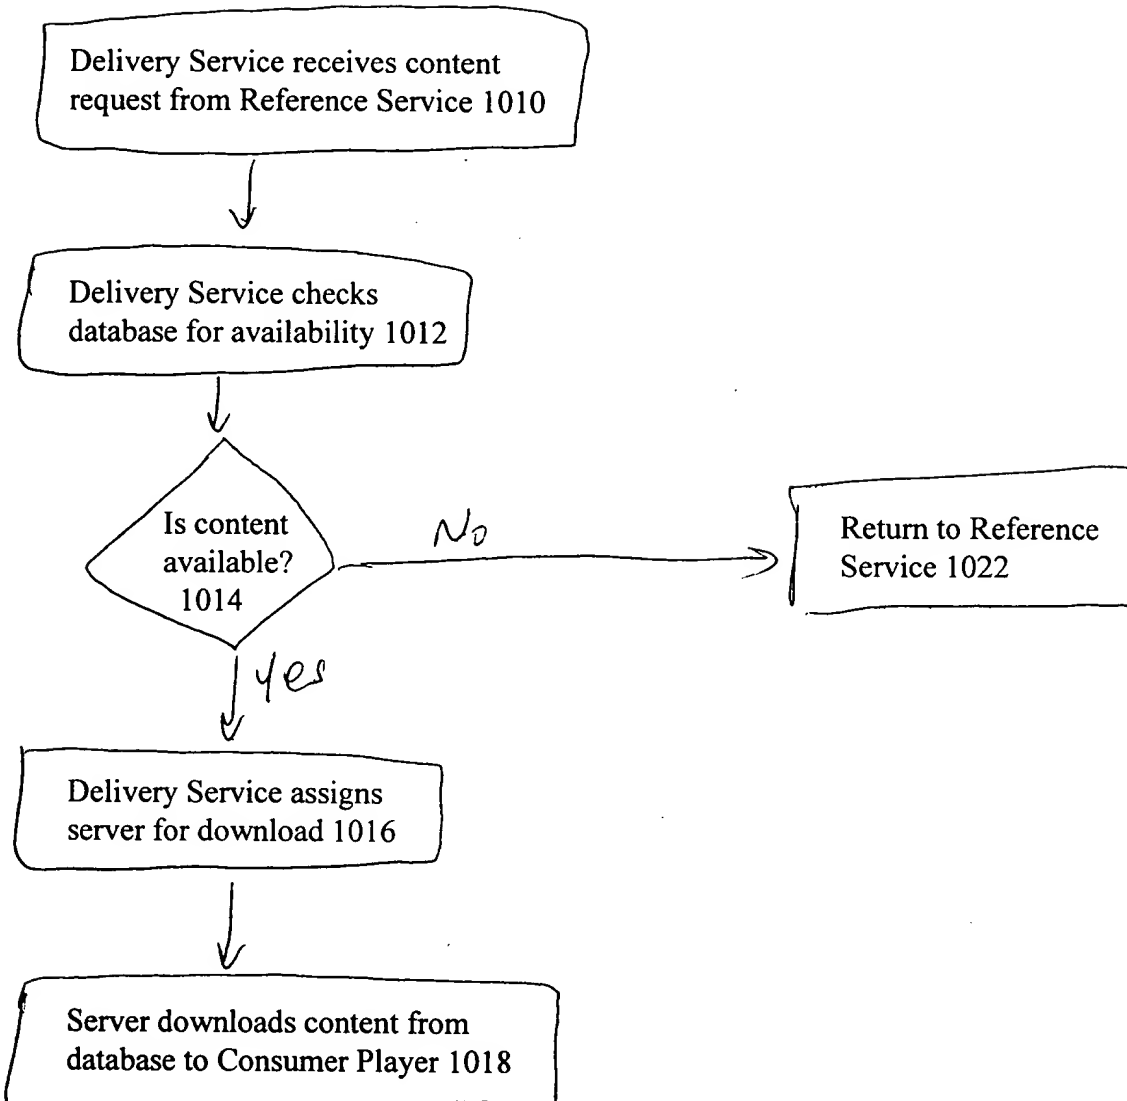 Delivery Service receives content
request from Reference Service 1010
Delivery Service checks
database for availability 1012
Is content
available?
1014
No
Return to Reference
Service 1022
yes
Delivery Service assigns
server for download 1016
Server downloads content from
database to Consumer Player 1018